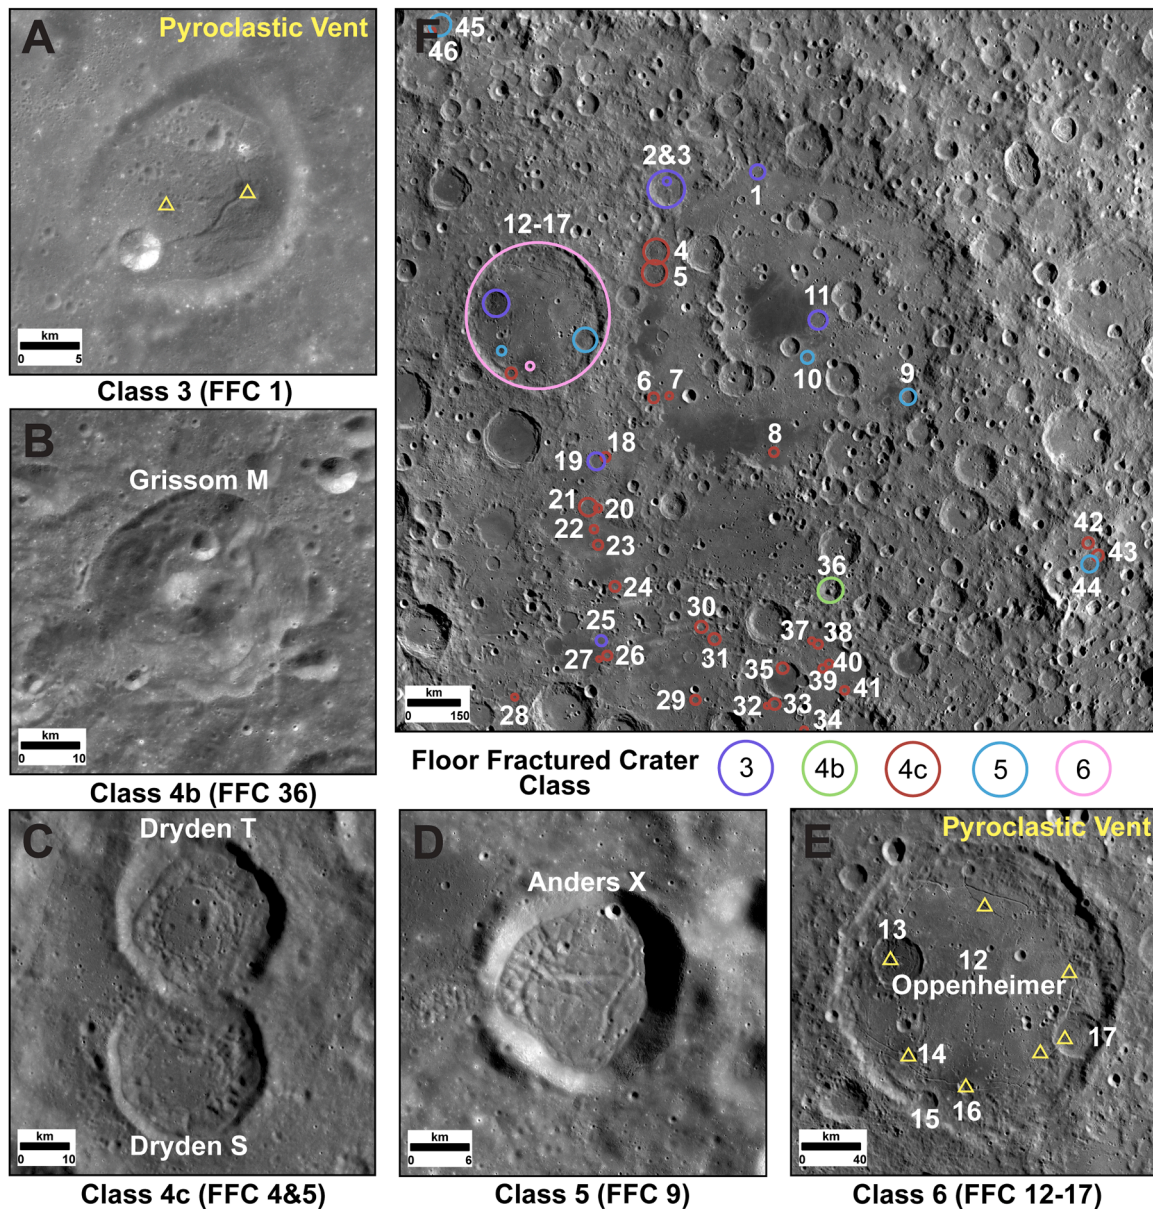 A
Pyroclastic Vent
km
0 5
Class 3 (FFC 1)
B
Grissom M
km
0 10
Class 4b (FFC 36)
C
Dryden T
Dryden S
km
0 10
Class 4c (FFC 4&5)
D
Anders X
km
0 6
Class 5 (FFC 9)
E
Pyroclastic Vent
13
12
Oppenheimer
17
14
15
16
km
0 40
Class 6 (FFC 12-17)
F
45
46
2&3
1
12-17
4
5
11
10
9
6
7
8
18
19
21
20
22
23
24
36
42
43
44
25
30
37
38
27
26
31
35
40
39
41
28
29
32
33
34
km
0 150
Floor Fractured Crater
Class
3
4b
4c
5
6